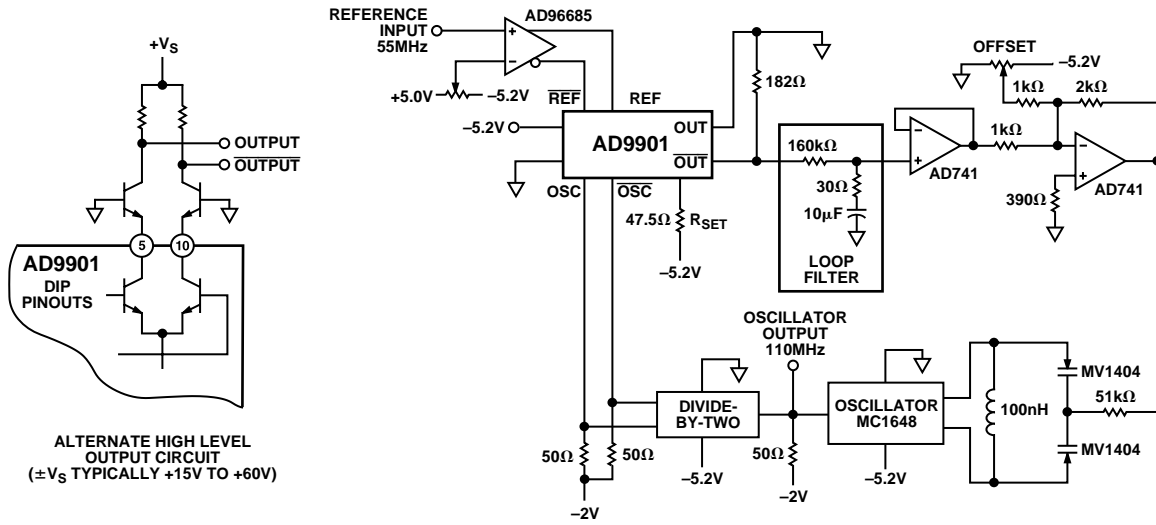 +VS
OUTPUT
OUTPUT
5
10
AD9901
DIP
PINOUTS
ALTERNATE HIGH LEVEL
OUTPUT CIRCUIT
(±VS TYPICALLY +15V TO +60V)
REFERENCE
INPUT
55MHz
AD96685
+
–
+5.0V
–5.2V
REF
REF
–5.2V
AD9901
OUT
OUT
OSC
OSC
182Ω
47.5Ω
RSET
–5.2V
160kΩ
30Ω
10µF
LOOP
FILTER
–
+
AD741
OFFSET
–5.2V
1kΩ
2kΩ
1kΩ
–
+
AD741
390Ω
OSCILLATOR
OUTPUT
110MHz
DIVIDE-
BY-TWO
–5.2V
50Ω
50Ω
–2V
50Ω
–2V
OSCILLATOR
MC1648
–5.2V
100nH
MV1404
51kΩ
MV1404